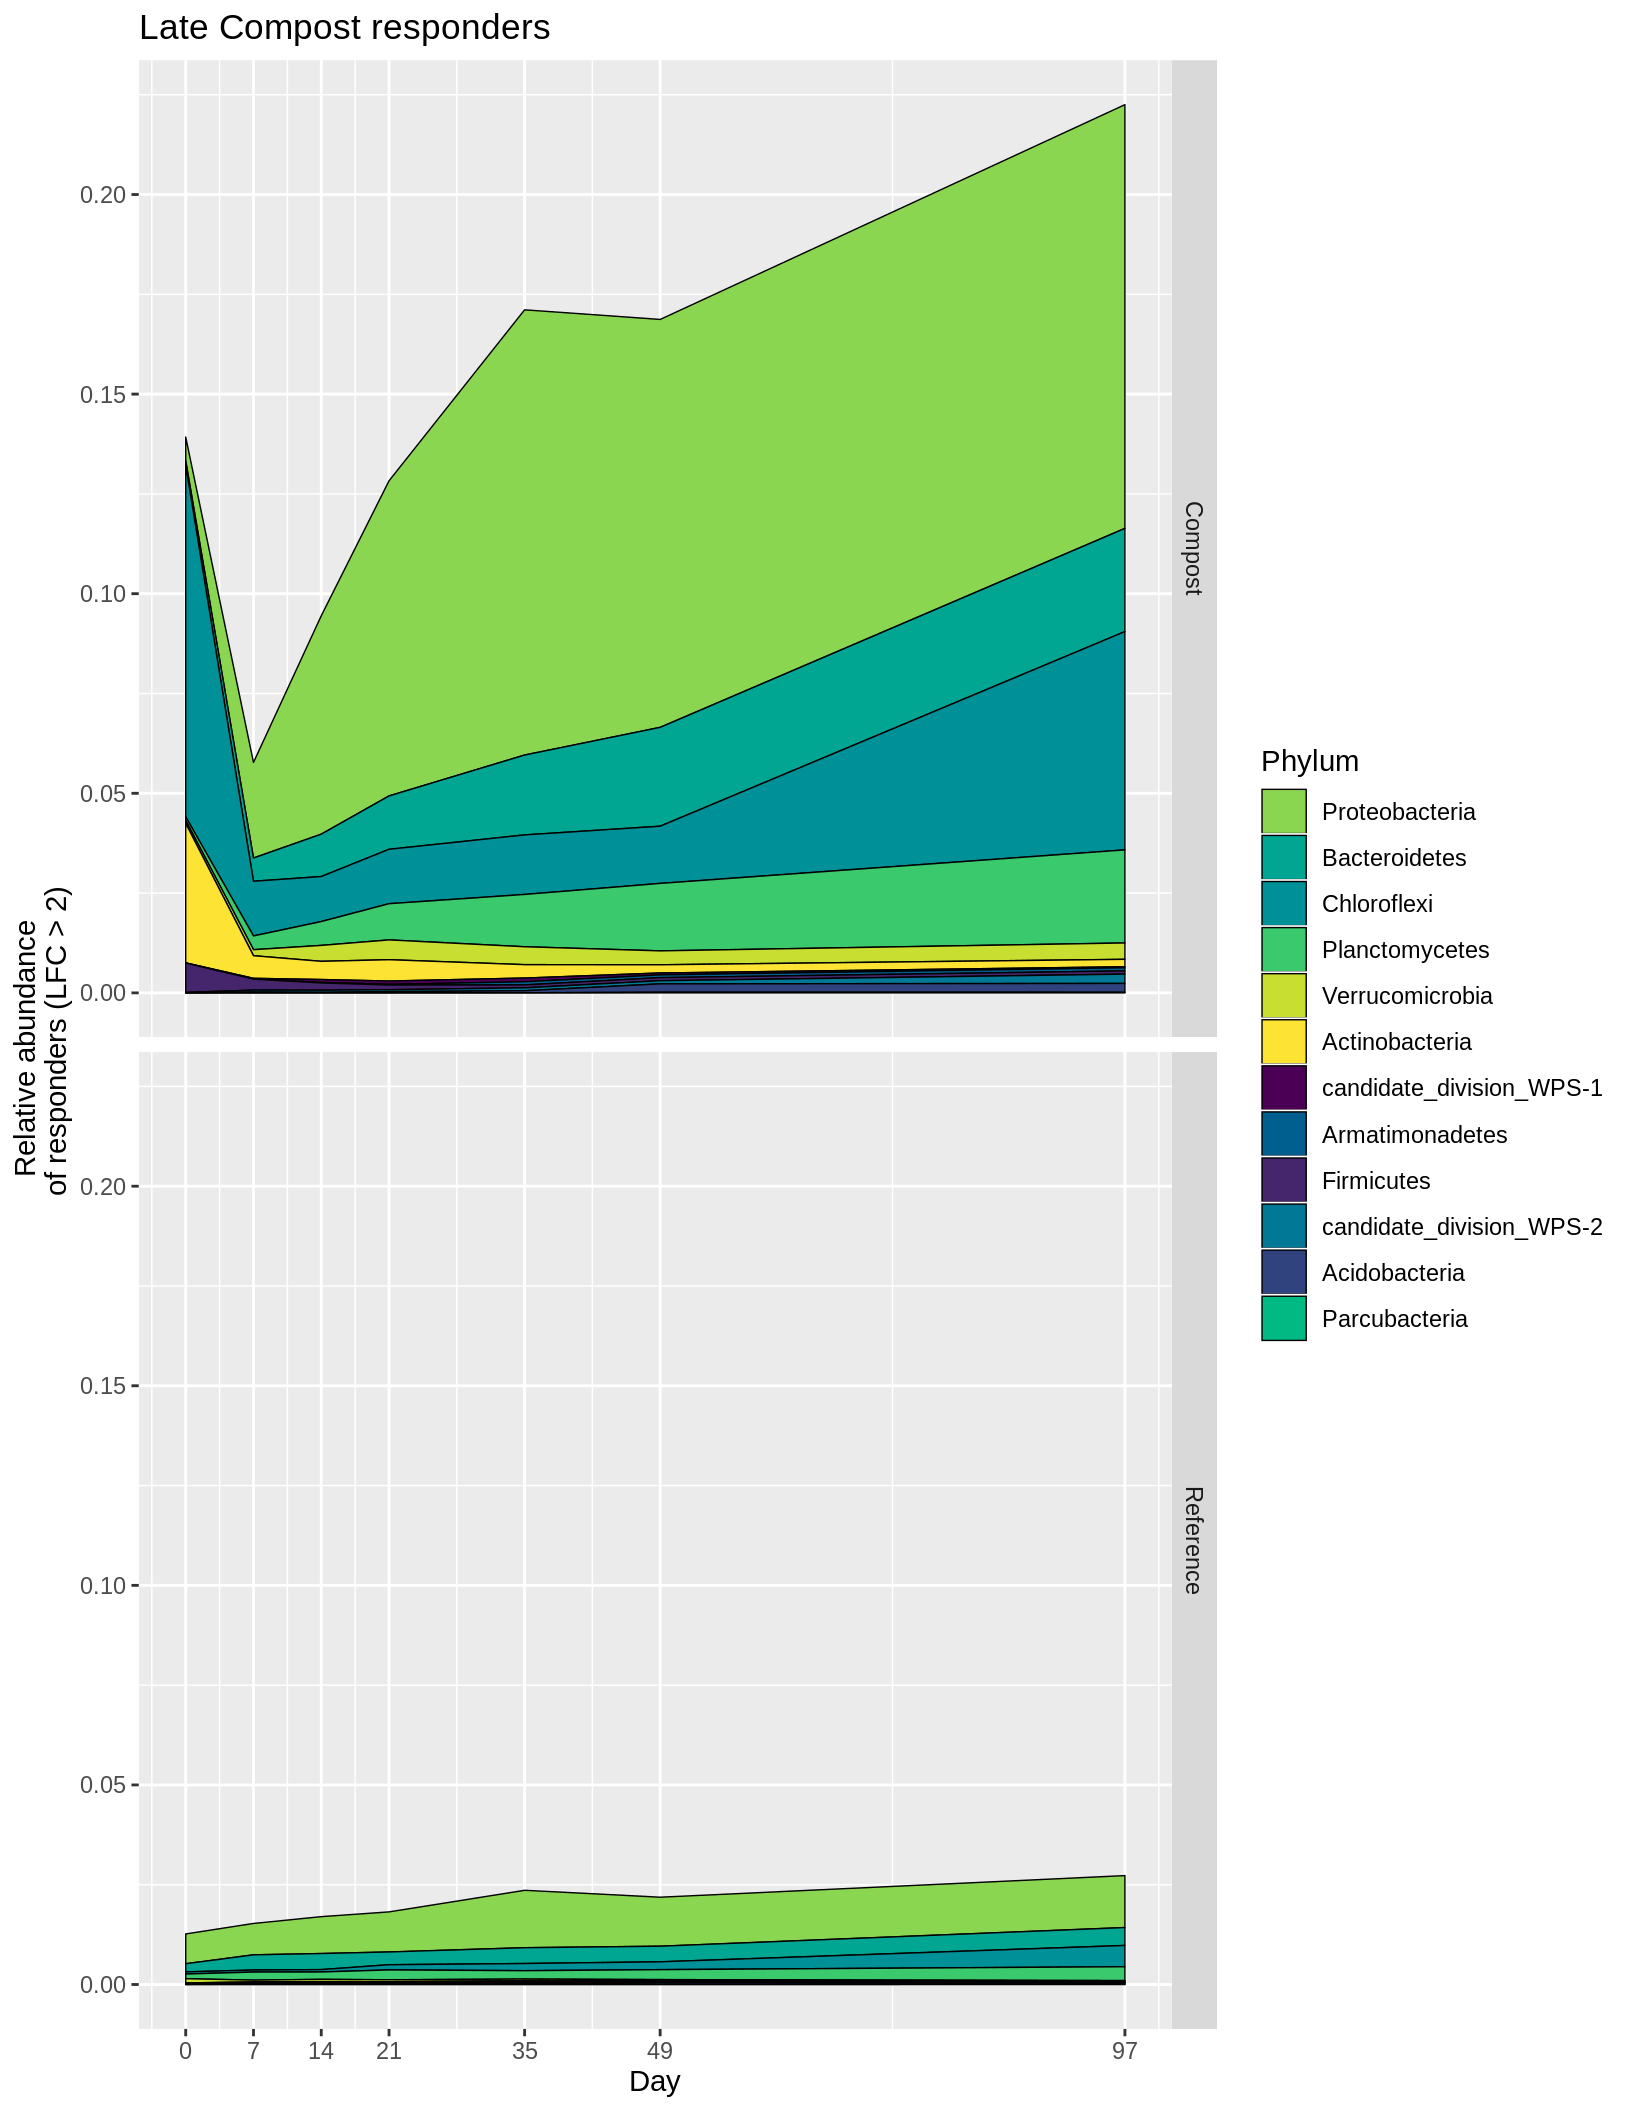 Late Compost responders
Relative abundance
of responders (LFC > 2)
0.20
0.15
0.10
0.05
0.00
Compost
0.20
0.15
0.10
0.05
0.00
Reference
0 7 14 21 35 49 97
Day
Phylum
Proteobacteria
Bacteroidetes
Chloroflexi
Planctomycetes
Verrucomicrobia
Actinobacteria
candidate_division_WPS-1
Armatimonadetes
Firmicutes
candidate_division_WPS-2
Acidobacteria
Parcubacteria